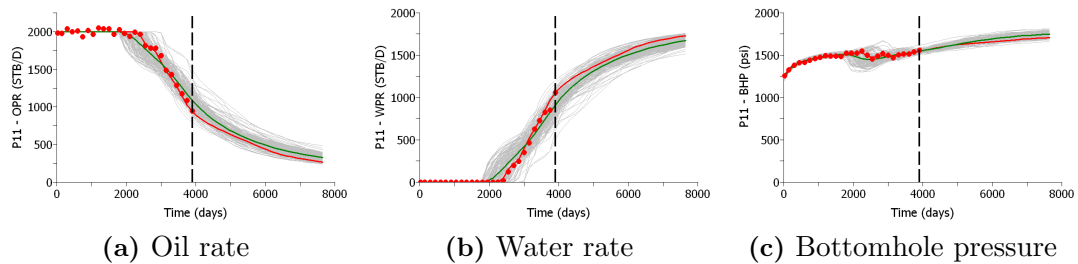 P11 - OPR (STB/D)
2000
1500
1000
500
0
0 2000 4000 6000 8000
Time (days)
(a) Oil rate
P11 - WPR (STB/D)
2000
1500
1000
500
0
0 2000 4000 6000 8000
Time (days)
(b) Water rate
P11 - BHP (psi)
2000
1500
1000
500
0
0 2000 4000 6000 8000
Time (days)
(c) Bottomhole pressure